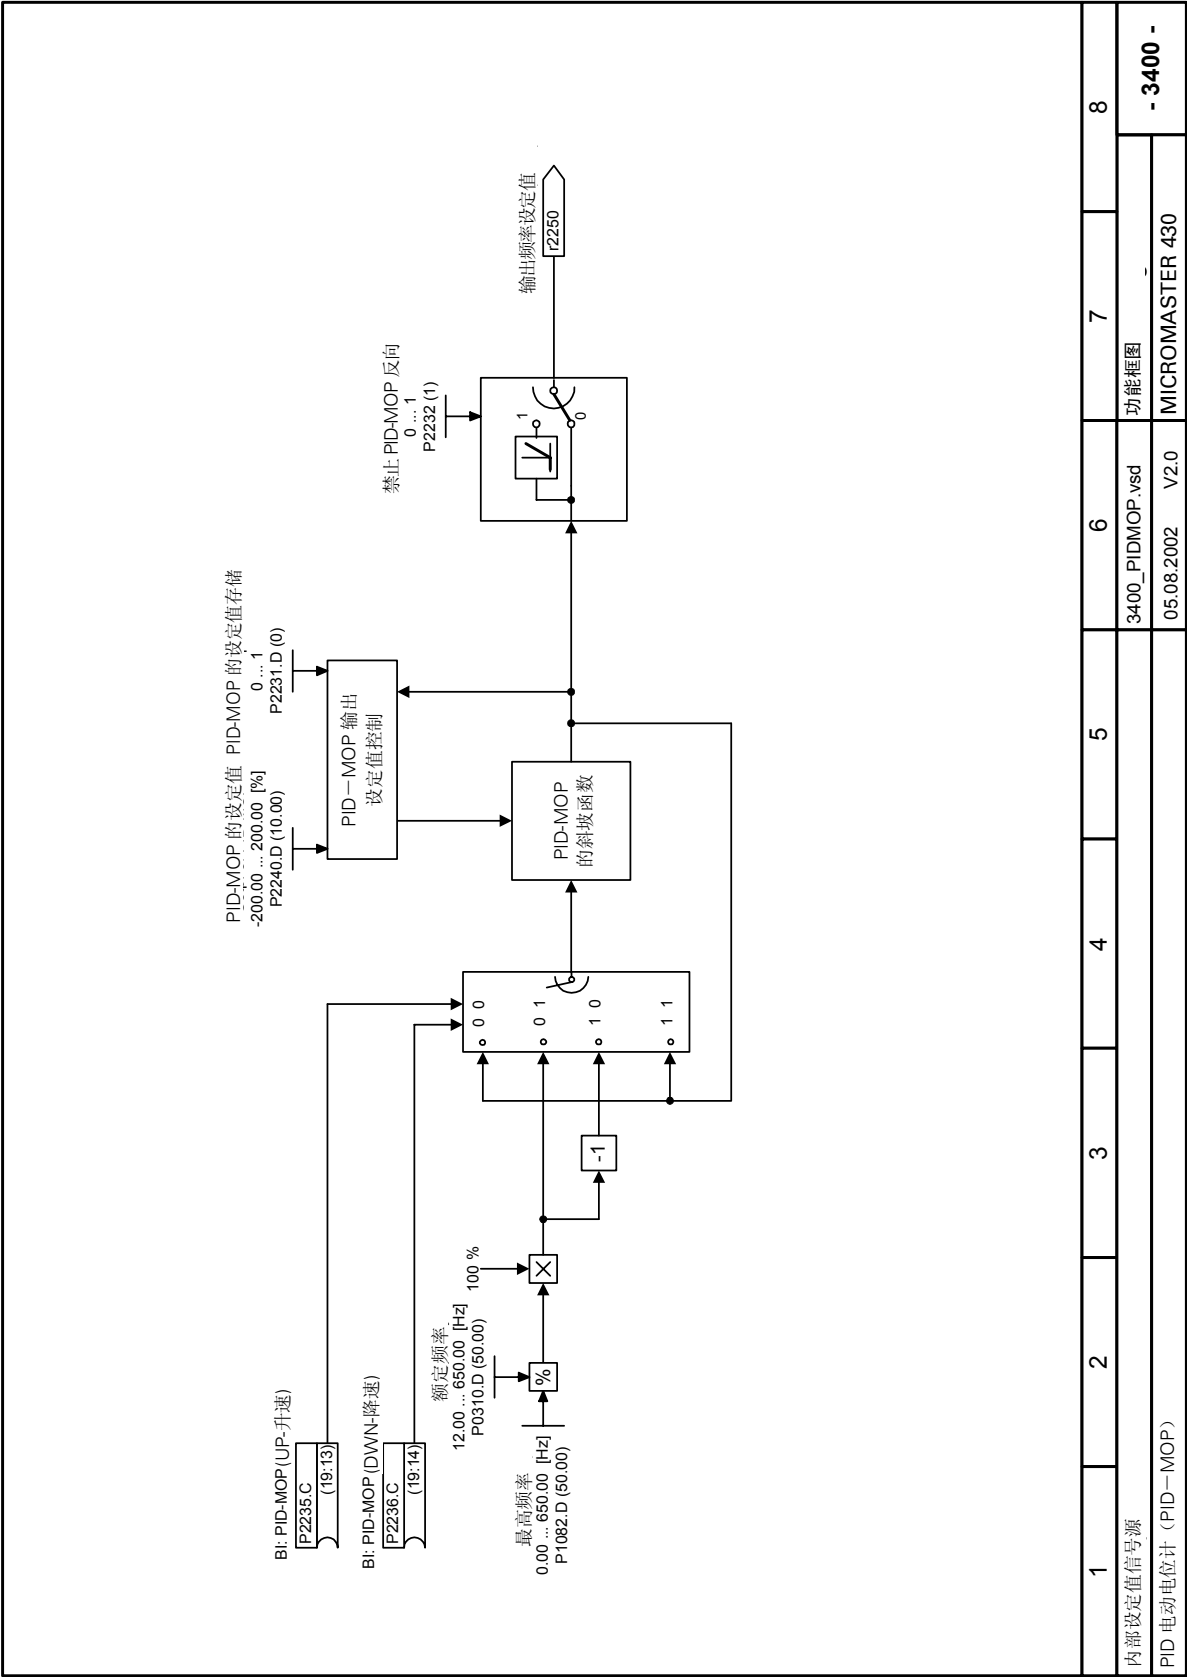 BI: PID-MOP(UP-升速)
P2235.C
(19:13)
BI: PID-MOP(DWN-降速)
P2236.C
(19:14)
最高频率
0.00 ... 650.00 [Hz]
P1082.D (50.00)
额定频率
12.00 ... 650.00 [Hz]
P0310.D (50.00)
%
100 %
X
-1
0 0
0 1
1 0
1 1
PID-MOP 的设定值
-200.00 ... 200.00 [%]
P2240.D (10.00)
PID-MOP 的设定值存储
0 ... 1
P2231.D (0)
PID－MOP 输出
设定值控制
PID-MOP
的斜坡函数
禁止 PID-MOP 反向
0 ... 1
P2232 (1)
1
0
输出频率设定值
r2250
1 2 3 4 5 6 7 8
内部设定值信号源 3400_PIDMOP.vsd 功能框图 - 3400 -
PID 电动电位计（PID－MOP） 05.08.2002 V2.0 MICROMASTER 430